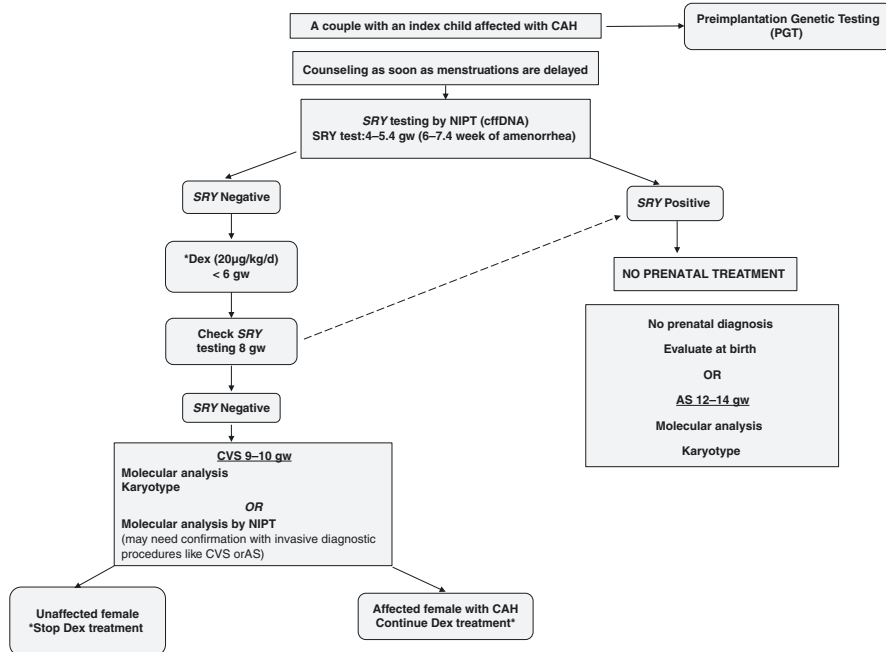 A couple with an index child affected with CAH
Preimplantation Genetic Testing
(PGT)
Counseling as soon as menstruations are delayed
SRY testing by NIPT (cffDNA)
SRY test:4–5.4 gw (6–7.4 week of amenorrhea)
SRY Negative
SRY Positive
*Dex (20μg/kg/d)
< 6 gw
NO PRENATAL TREATMENT
Check SRY
testing 8 gw
No prenatal diagnosis
Evaluate at birth
OR
AS 12–14 gw
Molecular analysis
Karyotype
SRY Negative
CVS 9–10 gw
Molecular analysis
Karyotype
OR
Molecular analysis by NIPT
(may need confirmation with invasive diagnostic
procedures like CVS orAS)
Unaffected female
*Stop Dex treatment
Affected female with CAH
Continue Dex treatment*